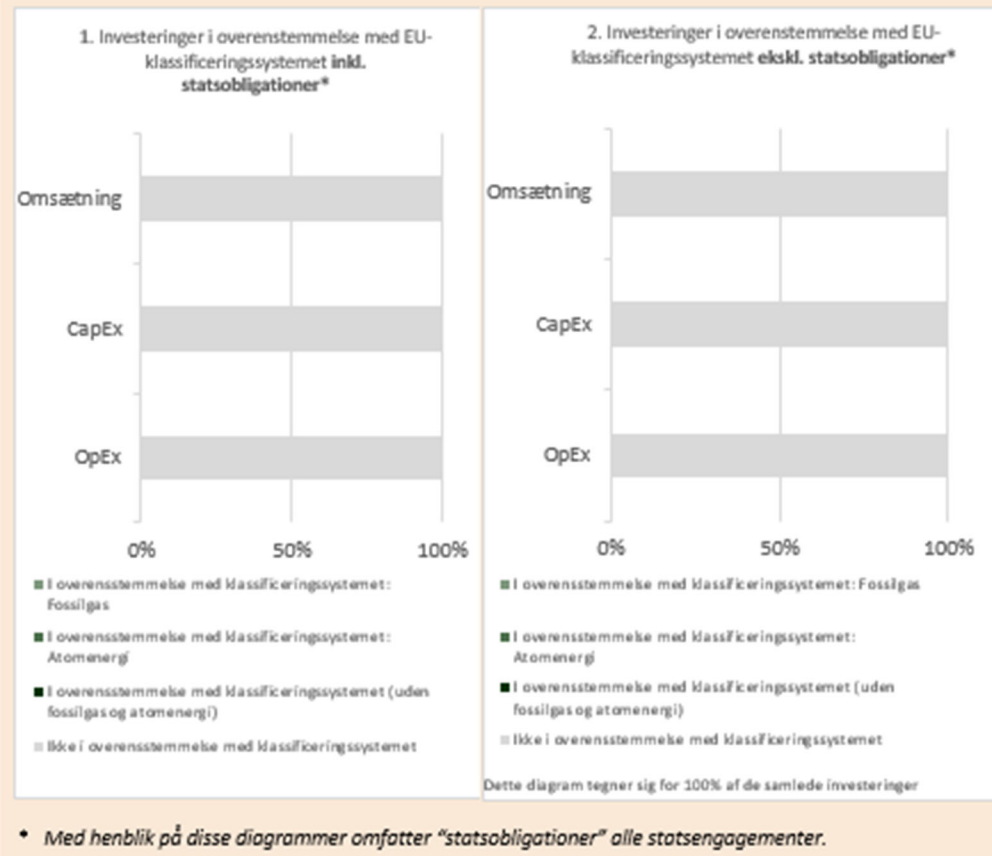 1. Investeringer i overenstemmelse med EU-
klassificeringssystemet inkl.
statsobligationer*
Omsætning
CapEx
OpEx
0% 50% 100%
I overensstemmelse med klassificeringssystemet:
Fossilgas
I overensstemmelse med klassificeringssystemet:
Atomenergi
I overensstemmelse med klassificeringssystemet (uden
fossilgas og atomenergi)
Ikke i overensstemmelse med klassificeringssystemet
2. Investeringer i overenstemmelse med EU-
klassificeringssystemet ekskl. statsobligationer*
Omsætning
CapEx
OpEx
0% 50% 100%
I overensstemmelse med klassificeringssystemet: Fossilgas
I overensstemmelse med klassificeringssystemet:
Atomenergi
I overensstemmelse med klassificeringssystemet (uden
fossilgas og atomenergi)
Ikke i overensstemmelse med klassificeringssystemet
Dette diagram tegner sig for 100% af de samlede investeringer
* Med henblik på disse diagrammer omfatter "statsobligationer" alle statsengagementer.